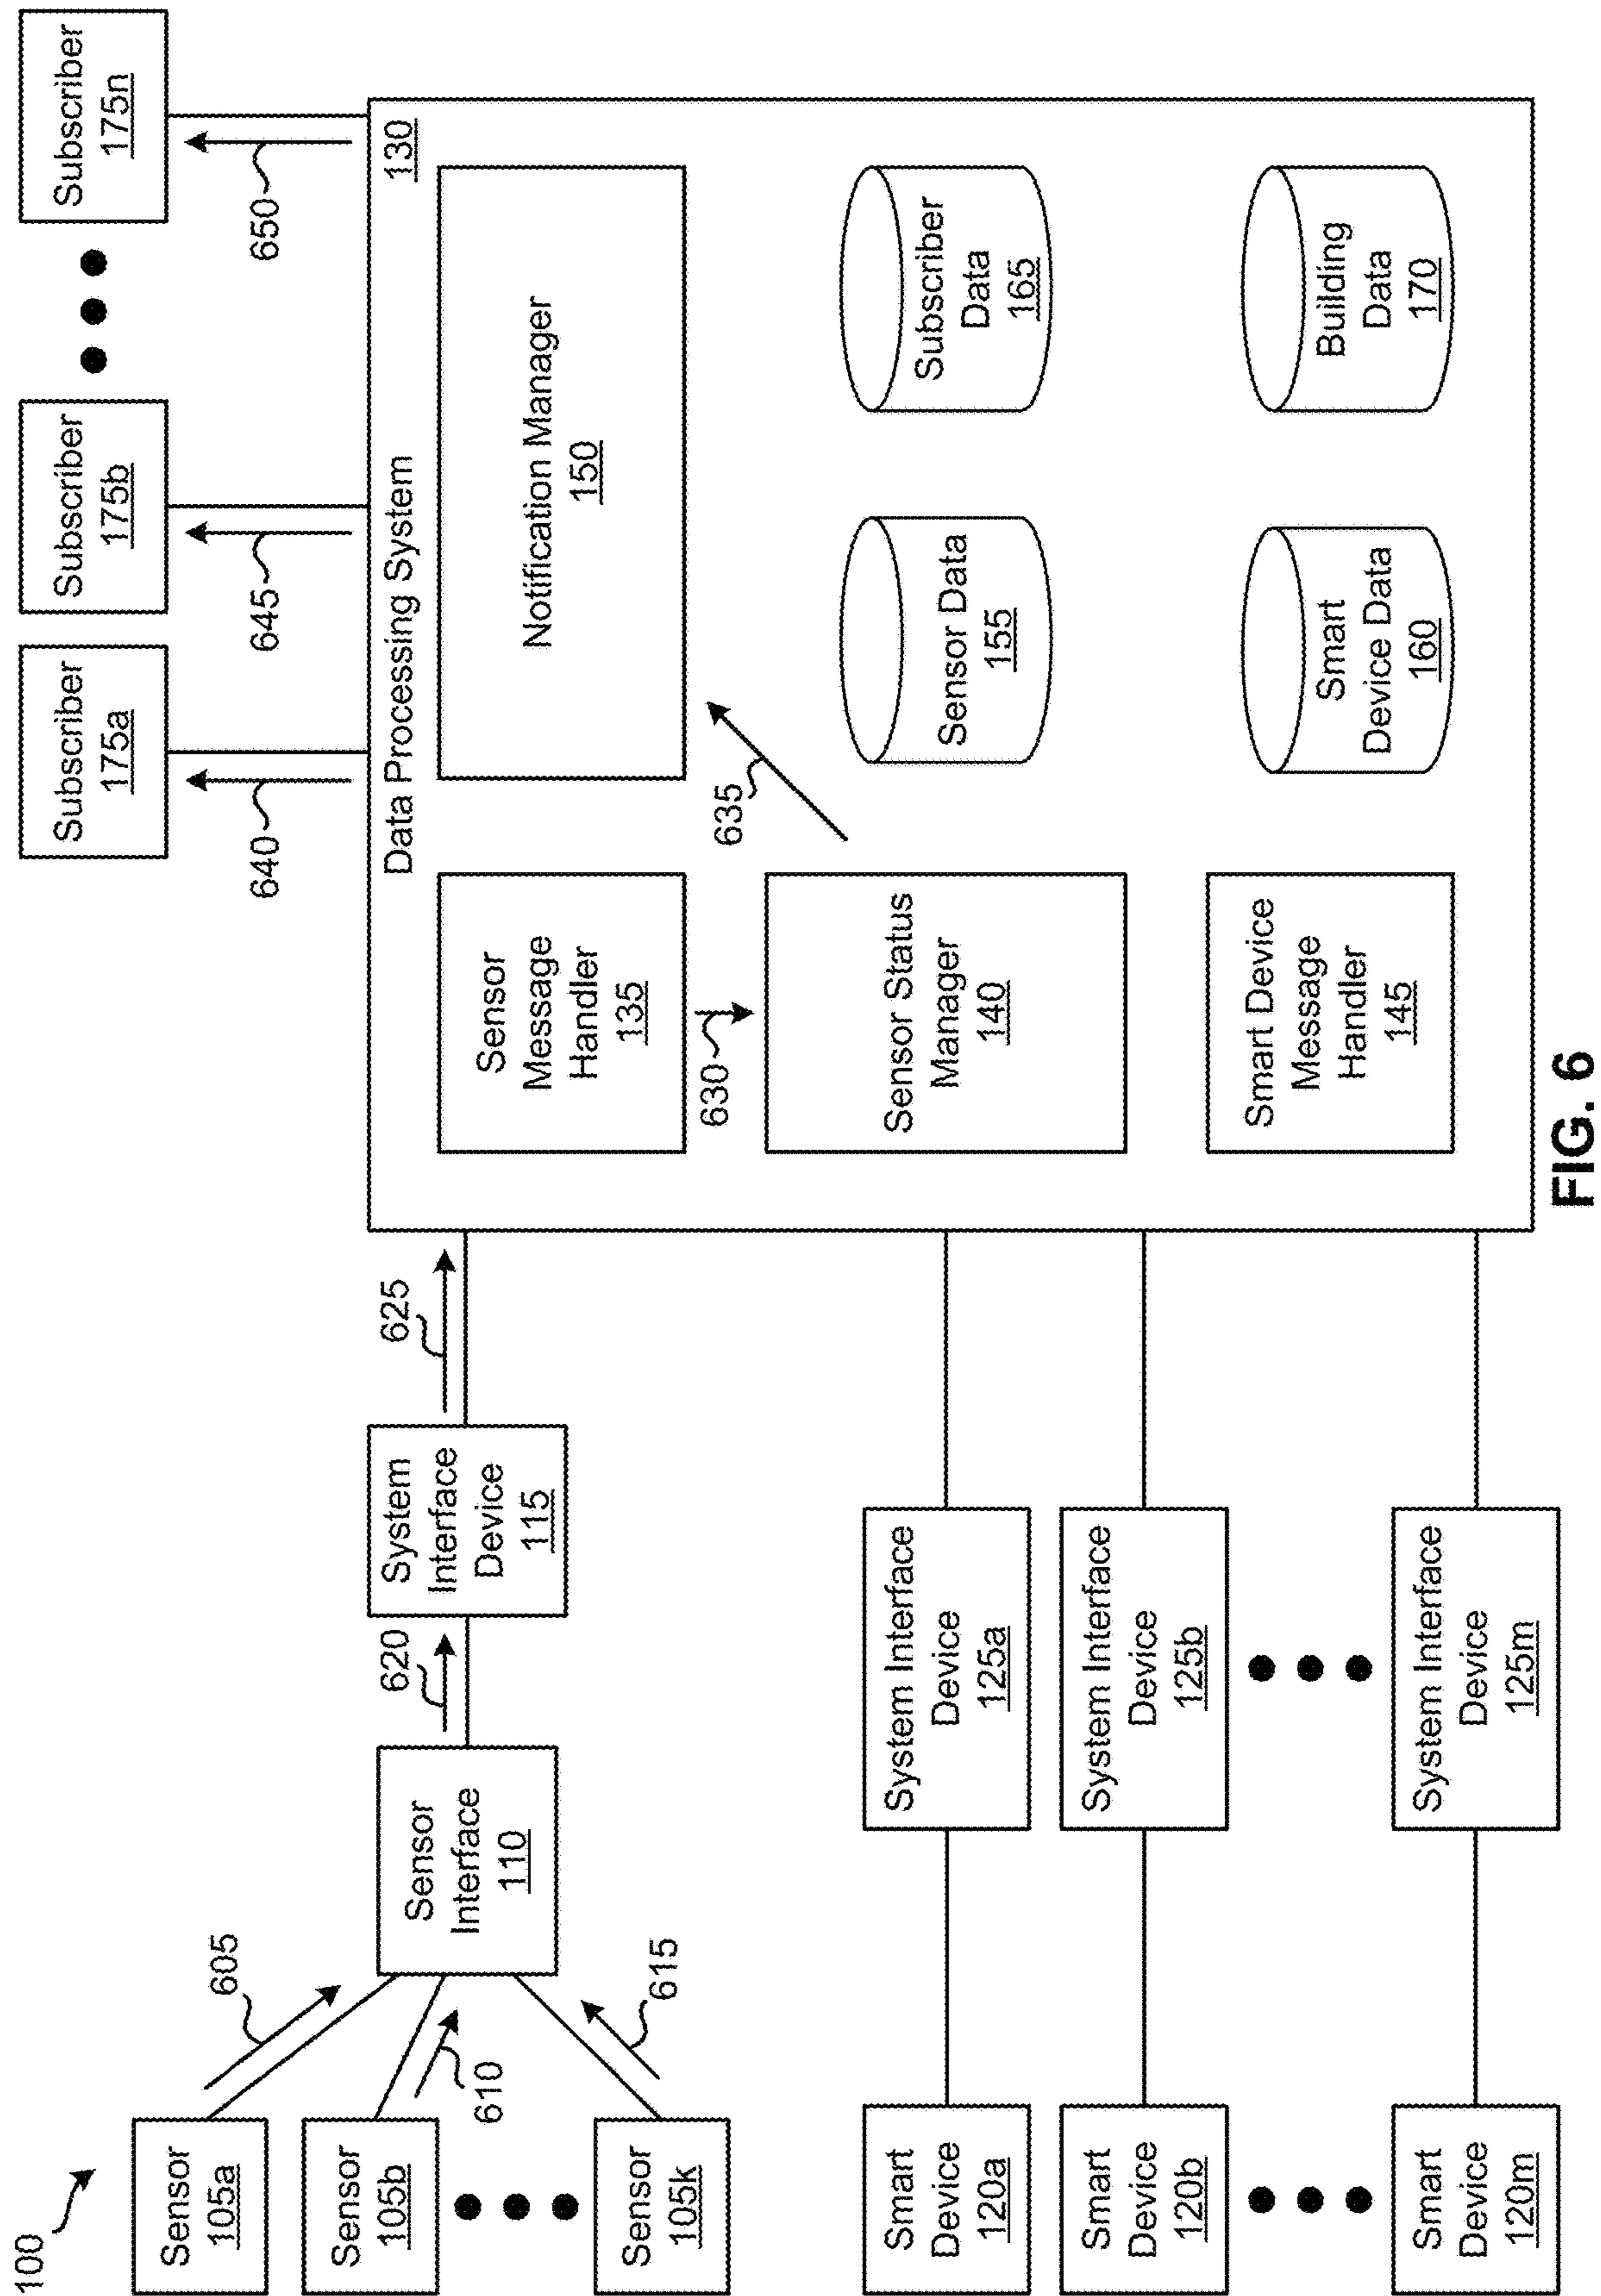 100
Sensor
105a
Sensor
105b
Sensor
105k
605
610
615
Sensor
Interface
110
620
System
Interface
Device
115
625
Smart
Device
120a
Smart
Device
120b
Smart
Device
120m
System Interface
Device
125a
System Interface
Device
125b
System Interface
Device
125m
Subscriber
175a
Subscriber
175b
Subscriber
175n
640
645
650
Data Processing System
130
Sensor
Message
Handler
135
630
Sensor Status
Manager
140
635
Smart Device
Message
Handler
145
Notification Manager
150
Sensor Data
155
Subscriber
Data
165
Smart
Device Data
160
Building
Data
170
FIG. 6